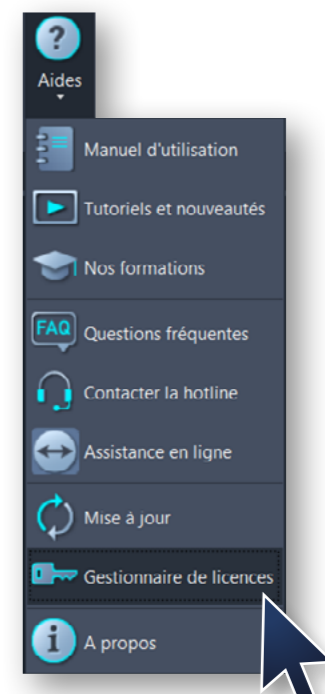 ?
Aides
Manuel d'utilisation
Tutoriels et nouveautés
Nos formations
FAQ
Questions fréquentes
Contacter la hotline
Assistance en ligne
Mise à jour
Gestionnaire de licences
i
A propos